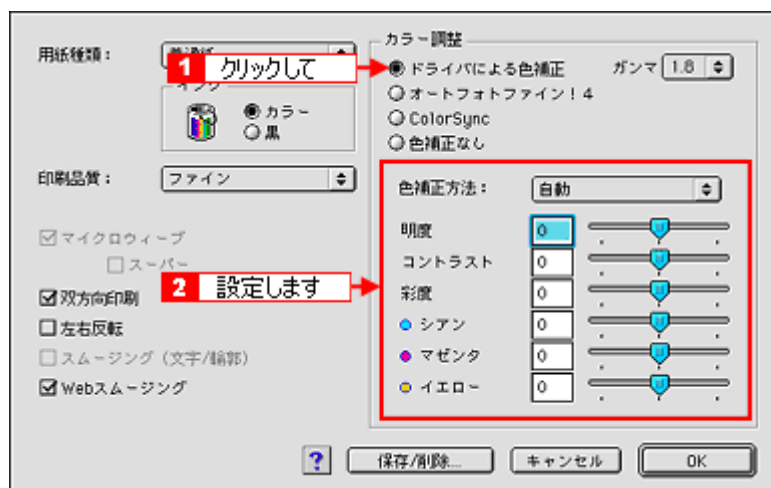 用紙種類：
1 クリックして
インク
カラー
黒
印刷品質：
ファイン
マイクロウィーブ
スーパー
2 設定します
双方向印刷
左右反転
スムージング（文字/輪郭）
Webスムージング
カラー調整
ドライバによる色補正
ガンマ 1.8
オートフォトファイン！4
ColorSync
色補正なし
色補正方法：
自動
明度 0
コントラスト 0
彩度 0
シアン 0
マゼンタ 0
イエロー 0
? 保存/削除... キャンセル OK